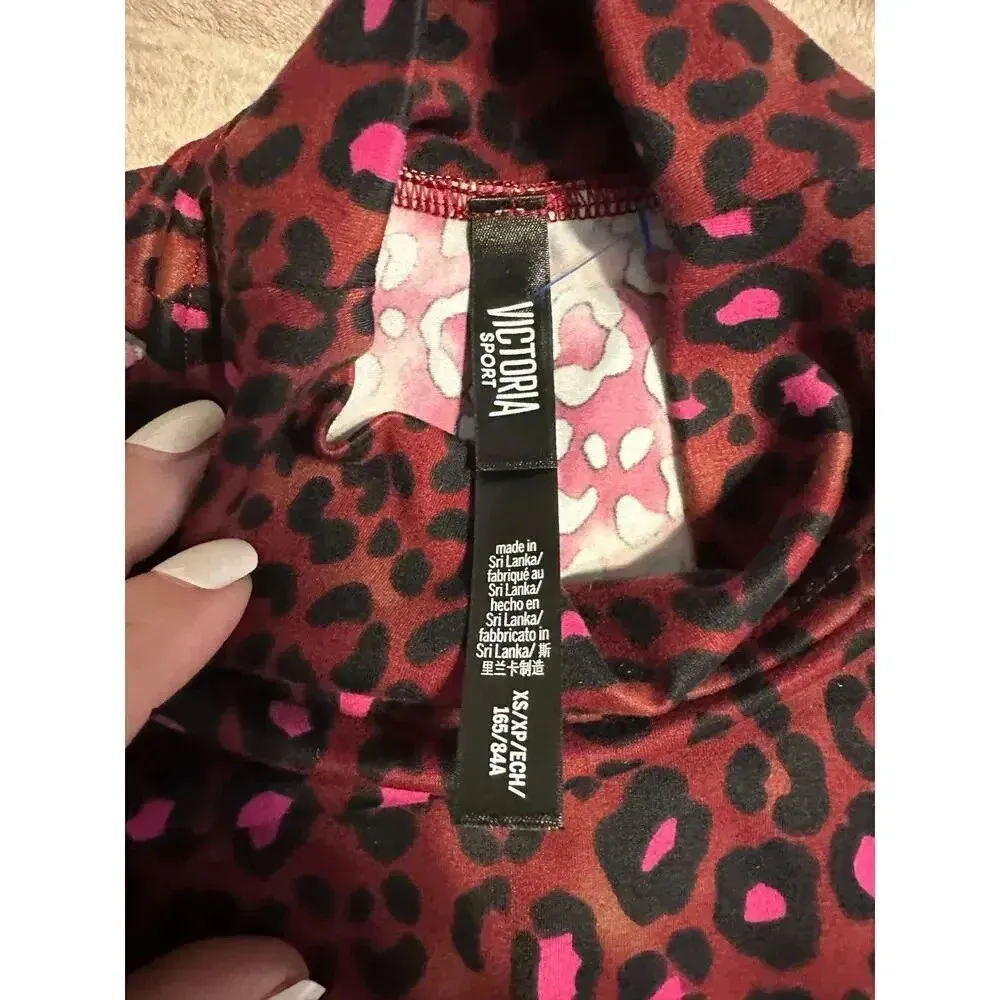 VICTORIA
SPORT
made in
Sri Lanka/
fabriqué au
Sri Lanka/
hecho en
Sri Lanka/
fabbricato in
Sri Lanka/ 斯
里兰卡制造
XS/XP/ECH/
165/84A